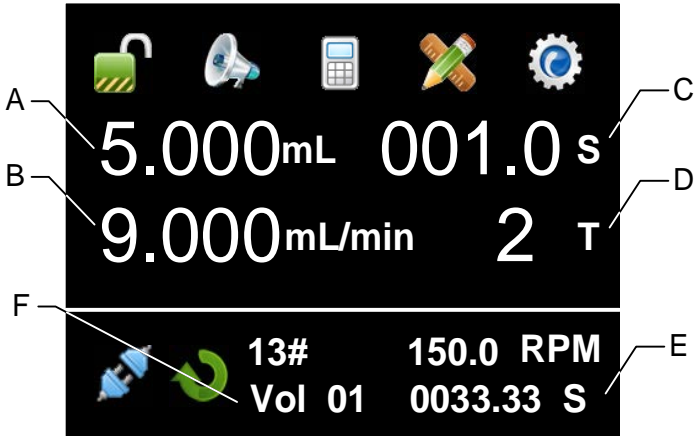 A 5.000mL 001.0 S C
B 9.000mL/min 2 T D
F 13# 150.0 RPM E
Vol 01 0033.33 S